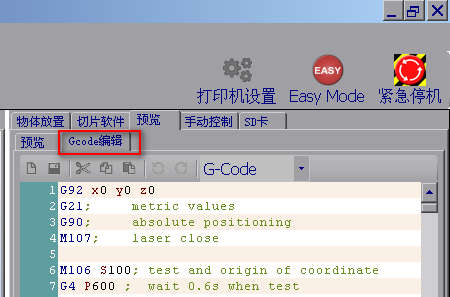 EASY
打印机设置 Easy Mode 紧急停机
物体放置 切片软件 预览 手动控制 SD卡
预览 Gcode编辑
G-Code
1 G92 x0 y0 z0
2 G21; metric values
3 G90; absolute positioning
4 M107; laser close
5
6 M106 S100; test and origin of coordinate
7 G4 P600 ; wait 0.6s when test